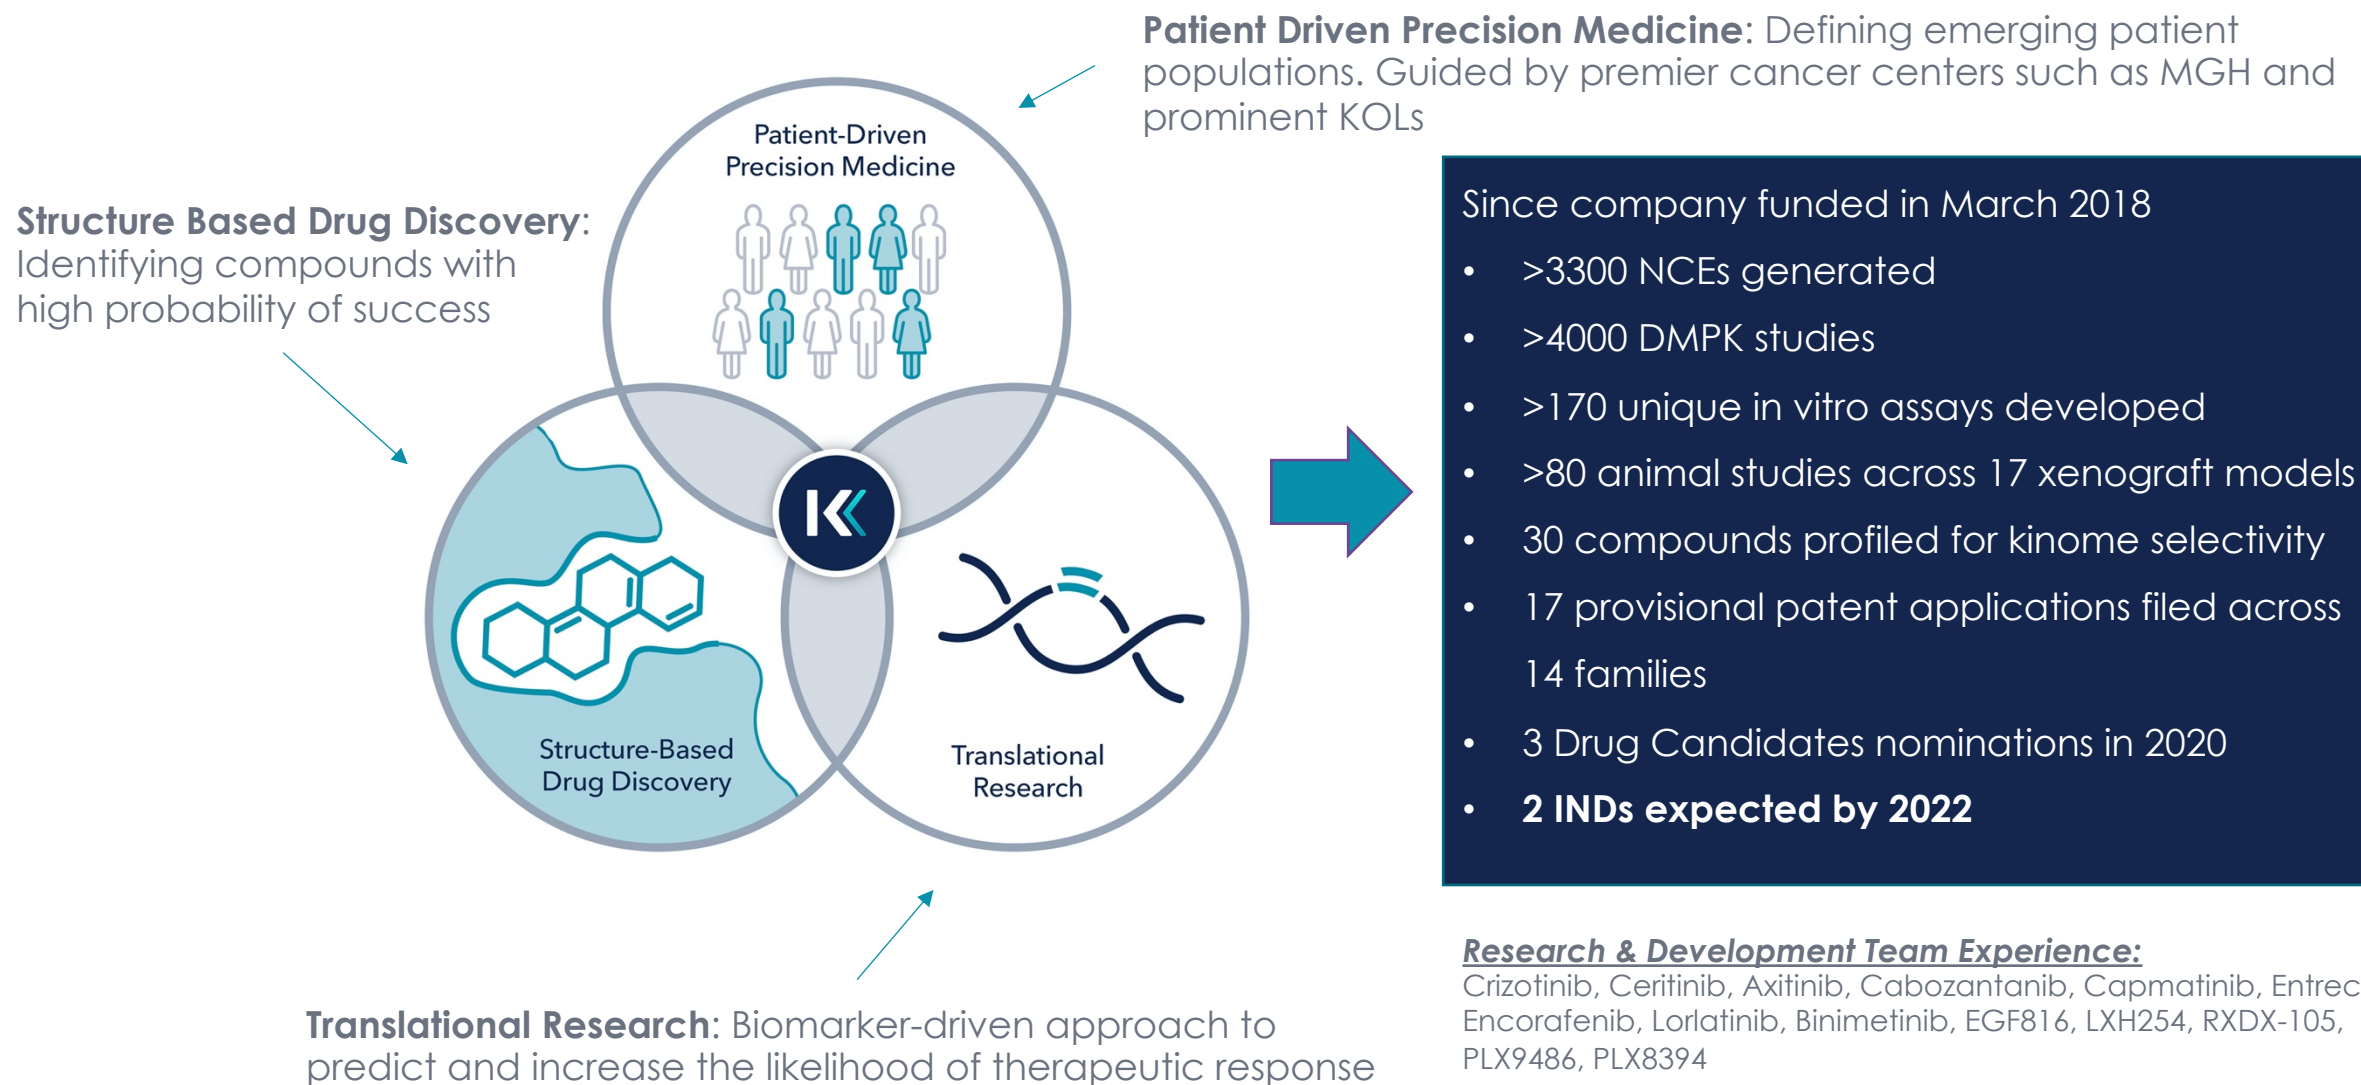 Patient Driven Precision Medicine: Defining emerging patient
populations. Guided by premier cancer centers such as MGH and
prominent KOLs
Structure Based Drug Discovery:
Identifying compounds with
high probability of success
Patient-Driven
Precision Medicine
Structure-Based
Drug Discovery
Translational
Research
Translational Research: Biomarker-driven approach to
predict and increase the likelihood of therapeutic response
Since company funded in March 2018
• >3300 NCEs generated
• >4000 DMPK studies
• >170 unique in vitro assays developed
• >80 animal studies across 17 xenograft models
• 30 compounds profiled for kinome selectivity
• 17 provisional patent applications filed across
14 families
• 3 Drug Candidates nominations in 2020
• 2 INDs expected by 2022
Research & Development Team Experience:
Crizotinib, Ceritinib, Axitinib, Cabozantanib, Capmatinib, Entrec
Encorafenib, Lorlatinib, Binimetinib, EGF816, LXH254, RXDX-105,
PLX9486, PLX8394